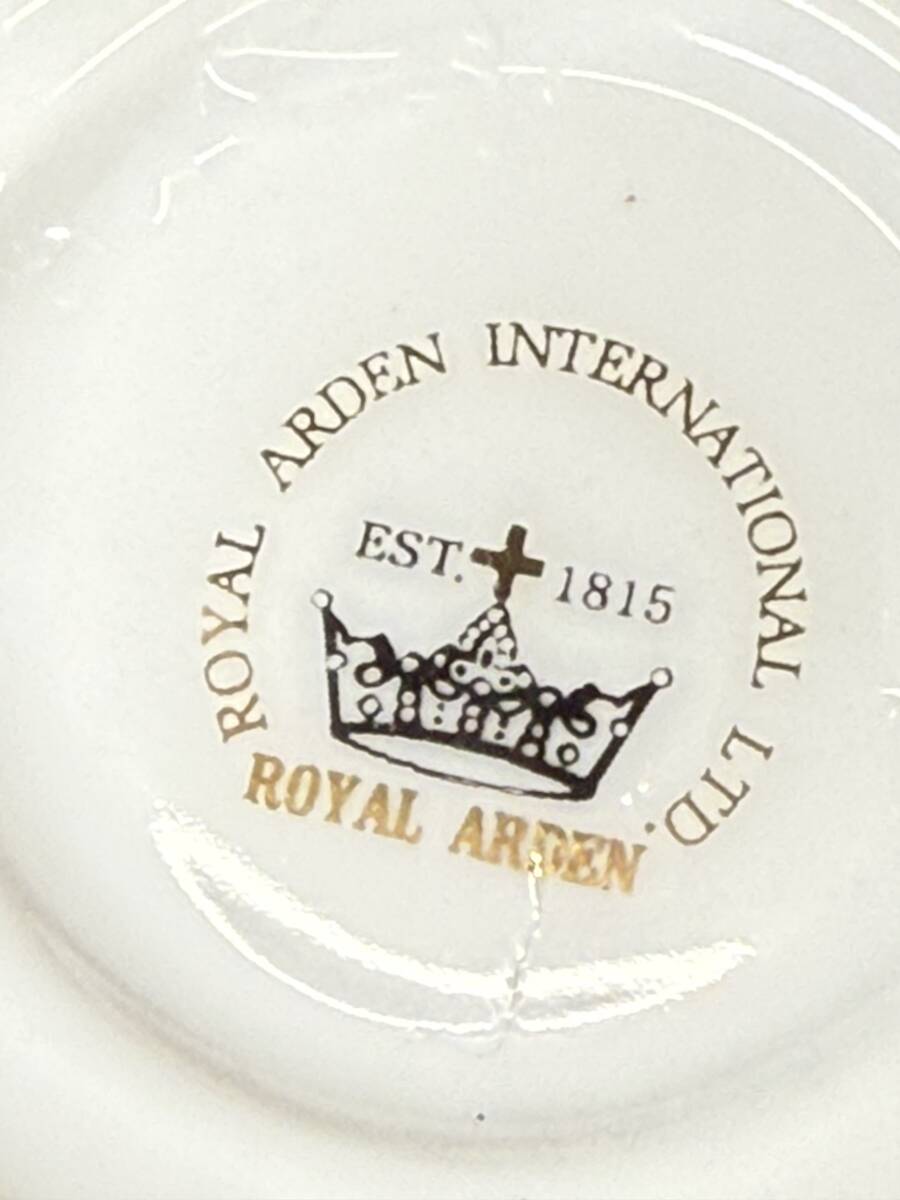 ROYAL ARDEN INTERNATIONAL LTD.
EST. 1815
ROYAL ARDEN